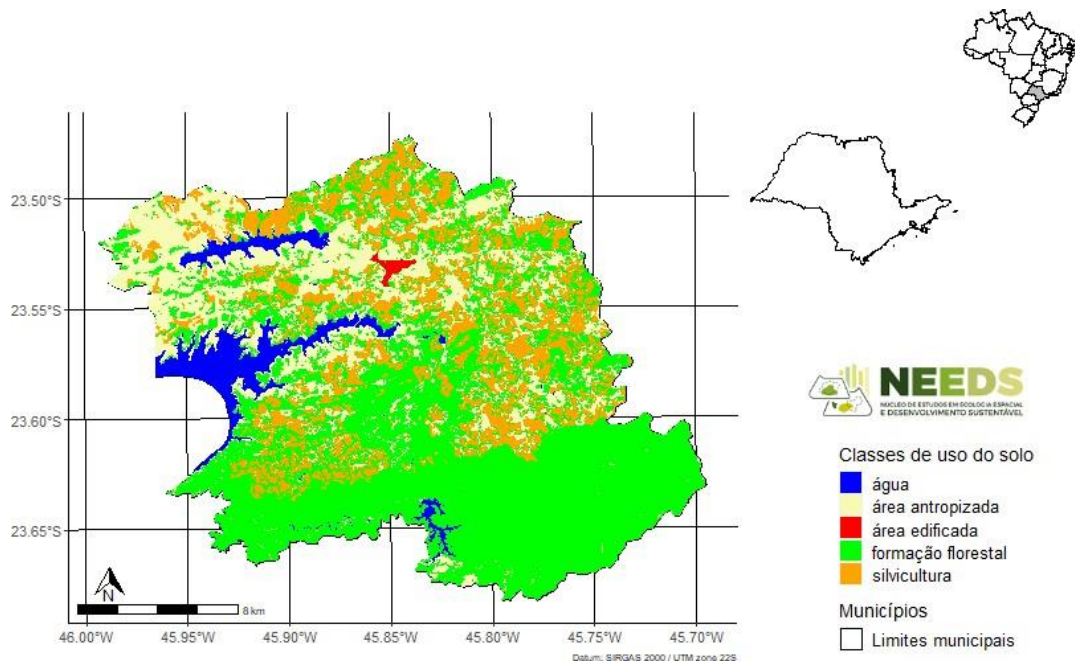 23.50°S
23.55°S
23.60°S
23.65°S
N
8 km
46.00°W
45.95°W
45.90°W
45.85°W
45.80°W
45.75°W
45.70°W
Datum: SIRGAS 2000 / UTM zone 22S
NEEDS
NÚCLEO DE ESTUDOS EM ECOLOGIA ESPACIAL
E DESENVOLVIMENTO SUSTENTÁVEL
Classes de uso do solo
água
área antropizada
área edificada
formação florestal
silvicultura
Municípios
Limites municipais